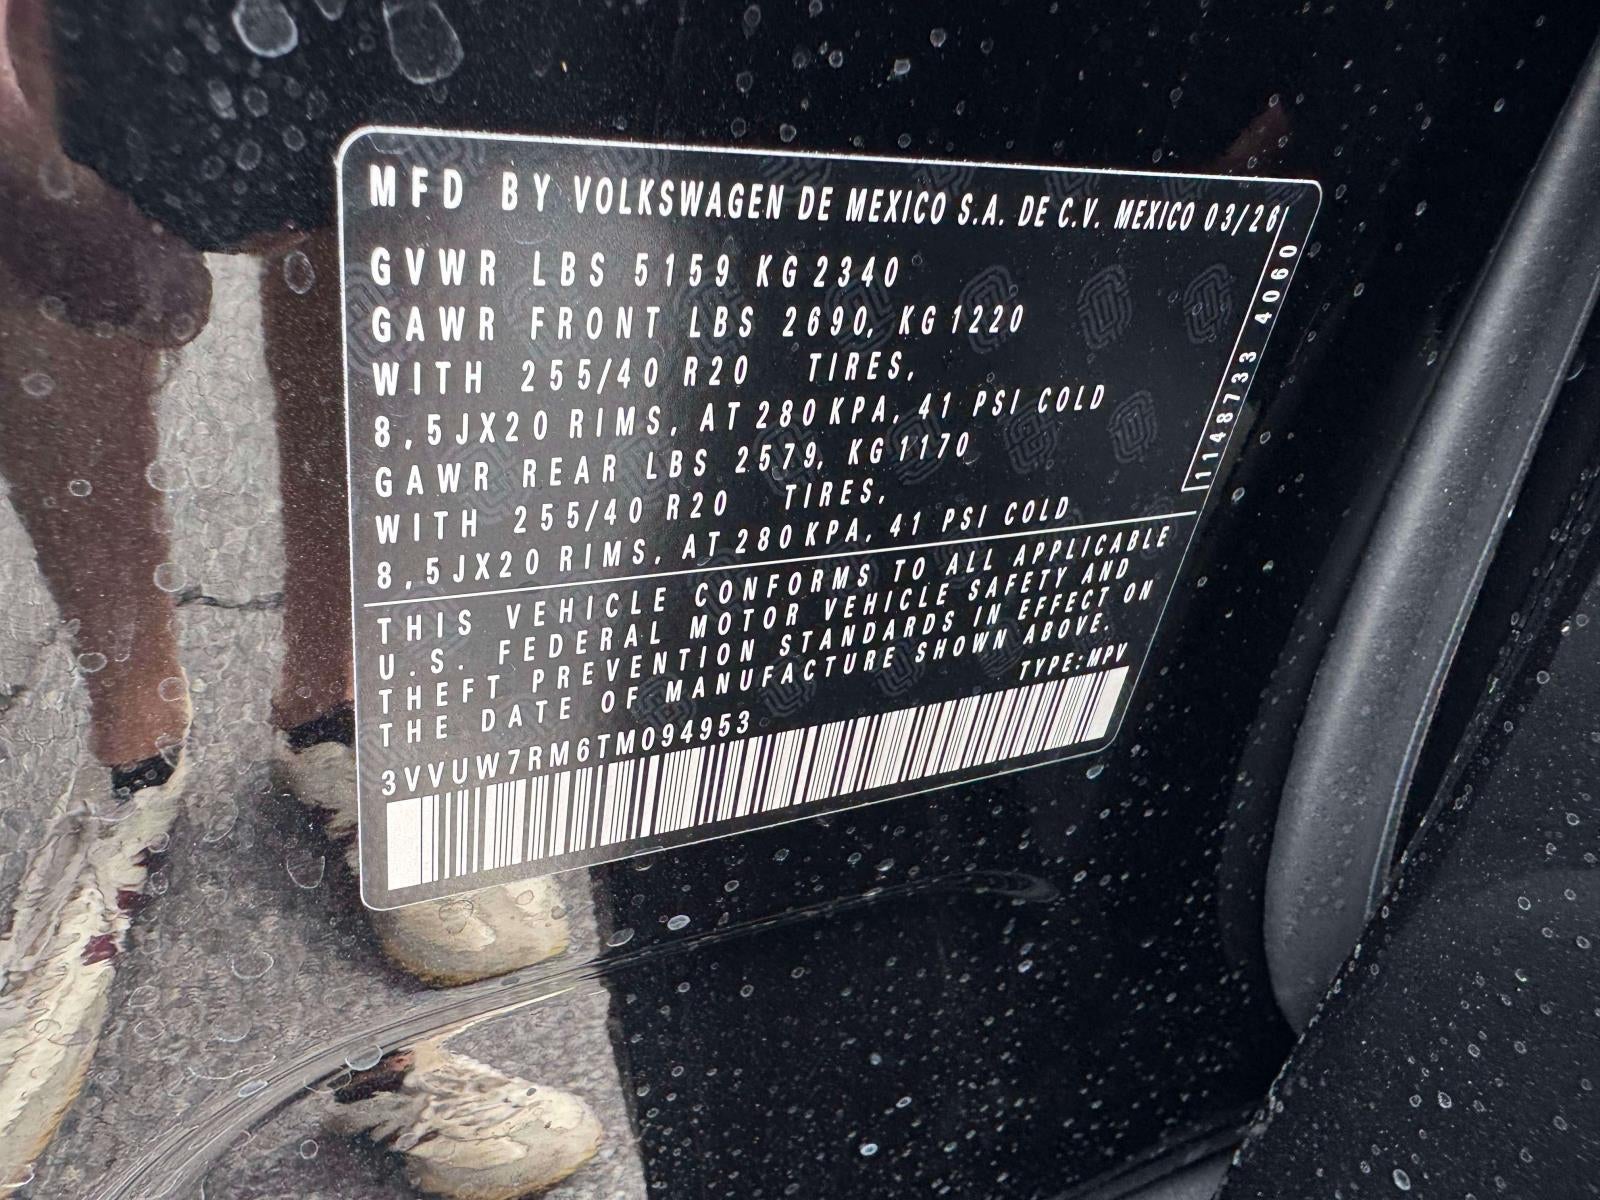 MFD BY VOLKSWAGEN DE MEXICO S.A. DE C.V. MEXICO 03/26
GVWR LBS 5159 KG 2340
GAWR FRONT LBS 2690, KG 1220
WITH 255/40 R20 TIRES,
8,5JX20 RIMS, AT 280 KPA, 41 PSI COLD
GAWR REAR LBS 2579, KG 1170
WITH 255/40 R20 TIRES,
8,5JX20 RIMS, AT 280 KPA, 41 PSI COLD
1148733 4060
THIS VEHICLE CONFORMS TO ALL APPLICABLE
U.S. FEDERAL MOTOR VEHICLE SAFETY AND
THEFT PREVENTION STANDARDS IN EFFECT ON
THE DATE OF MANUFACTURE SHOWN ABOVE.
3VVUW7RM6TM094953 TYPE:MPV